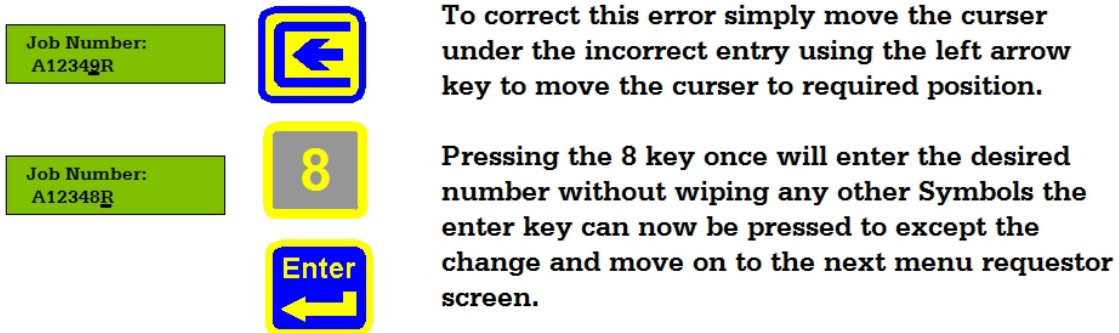 Job Number:
A12349R
To correct this error simply move the curser
under the incorrect entry using the left arrow
key to move the curser to required position.
Job Number:
A12348R
8
Enter
Pressing the 8 key once will enter the desired
number without wiping any other Symbols the
enter key can now be pressed to except the
change and move on to the next menu requestor
screen.